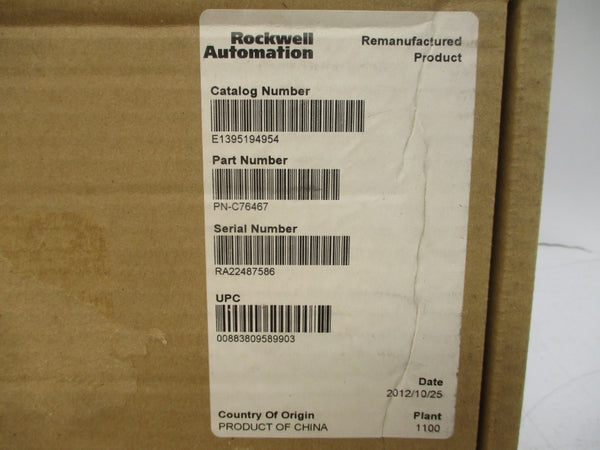 Rockwell
Automation
Remanufactured
Product
Catalog Number
E1395194954
Part Number
PN-C76467
Serial Number
RA22487586
UPC
00883809589903
Date
2012/10/25
Country Of Origin
PRODUCT OF CHINA
Plant
1100